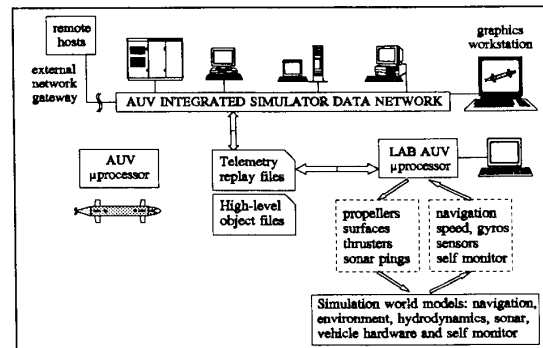 remote
hosts
graphics
workstation
external
network
gateway
AUV INTEGRATED SIMULATOR DATA NETWORK
AUV
µprocessor
Telemetry
replay files
High-level
object files
LAB AUV
µprocessor
propellers
surfaces
thrusters
sonar pings
navigation
speed, gyros
sensors
self monitor
Simulation world models: navigation,
environment, hydrodynamics, sonar,
vehicle hardware and self monitor